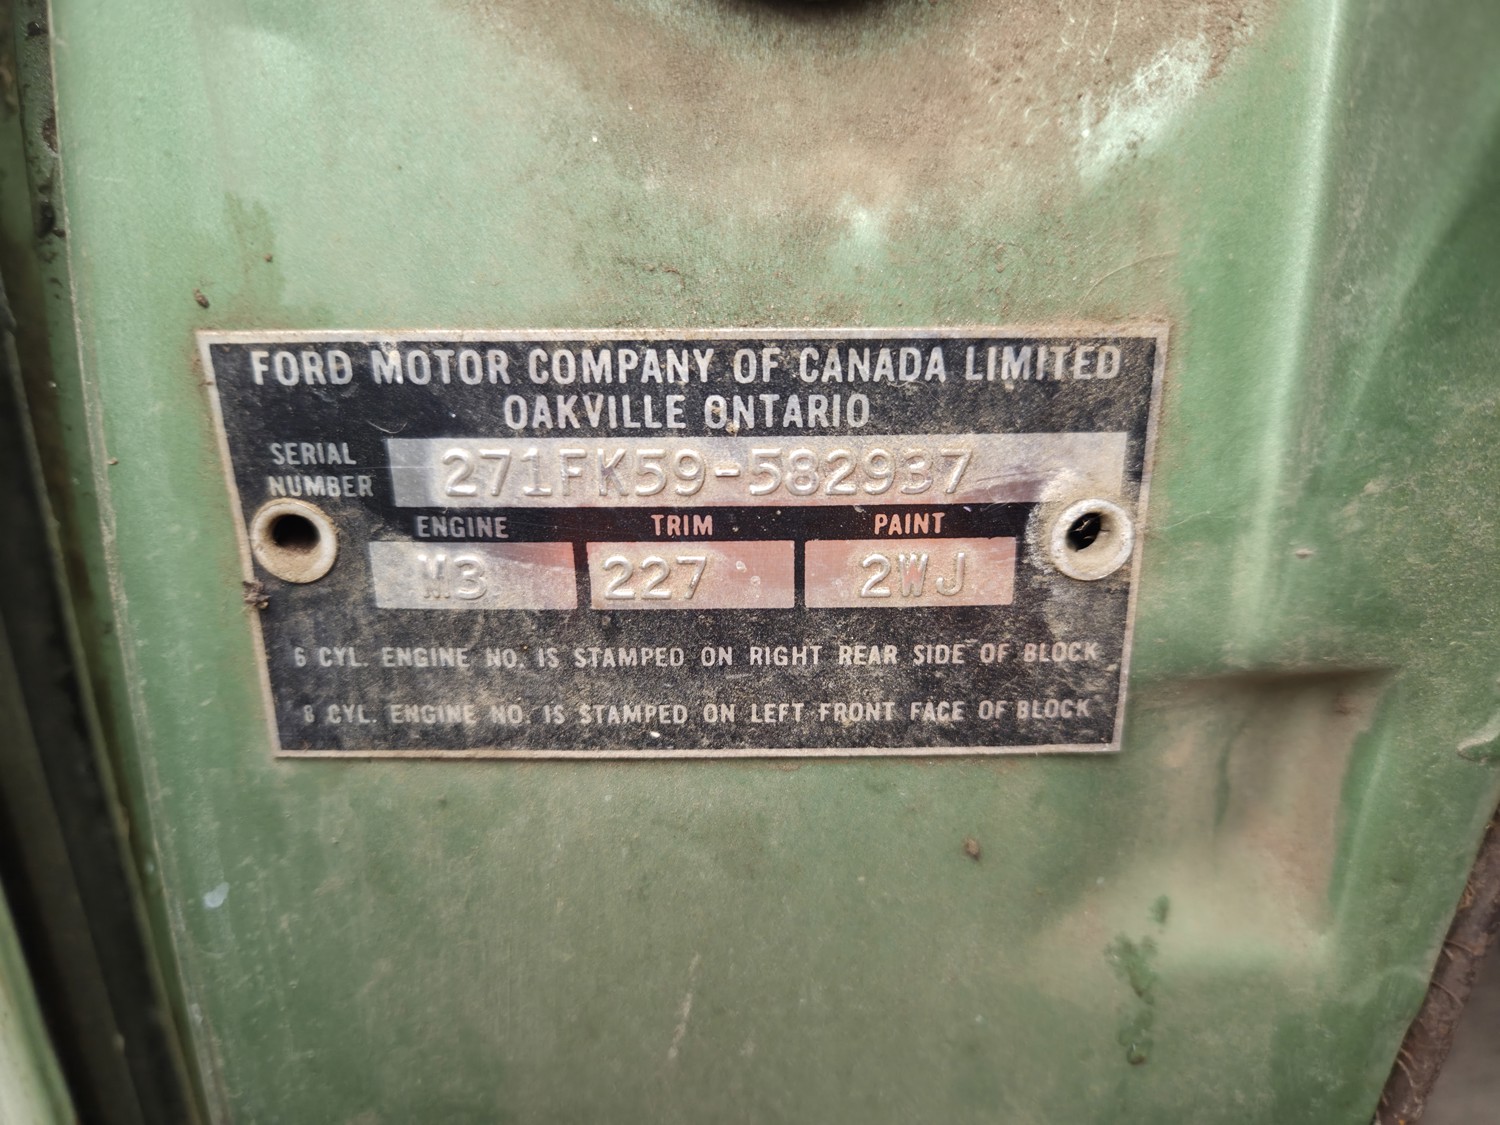 FORD MOTOR COMPANY OF CANADA LIMITED
OAKVILLE ONTARIO
SERIAL NUMBER 271FK59-582937
ENGINE TRIM PAINT
M3 227 2WJ
6 CYL. ENGINE NO. IS STAMPED ON RIGHT REAR SIDE OF BLOCK
8 CYL. ENGINE NO. IS STAMPED ON LEFT FRONT FACE OF BLOCK